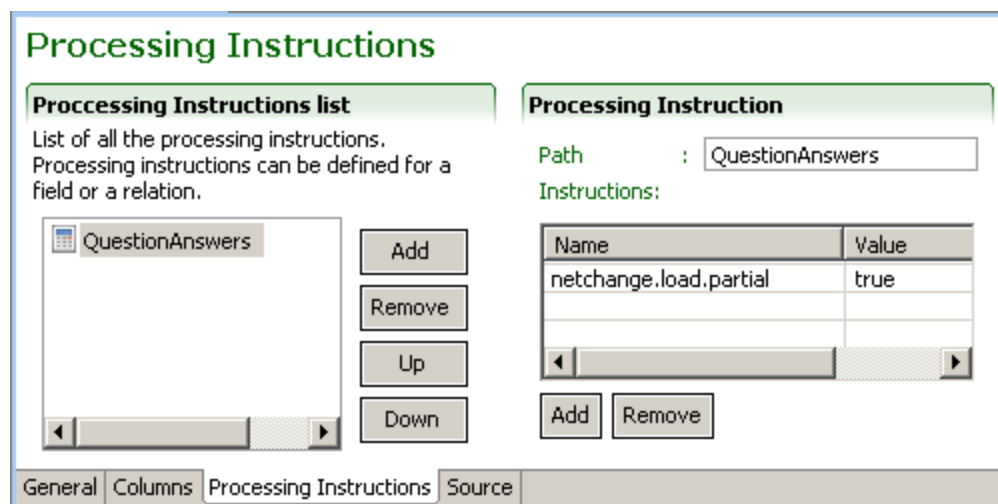 Processing Instructions
Proccessing Instructions list
List of all the processing instructions.
Processing instructions can be defined for a
field or a relation.
QuestionAnswers
Add
Remove
Up
Down
Processing Instruction
Path : QuestionAnswers
Instructions:
Name Value
netchange.load.partial true
Add Remove
General Columns Processing Instructions Source